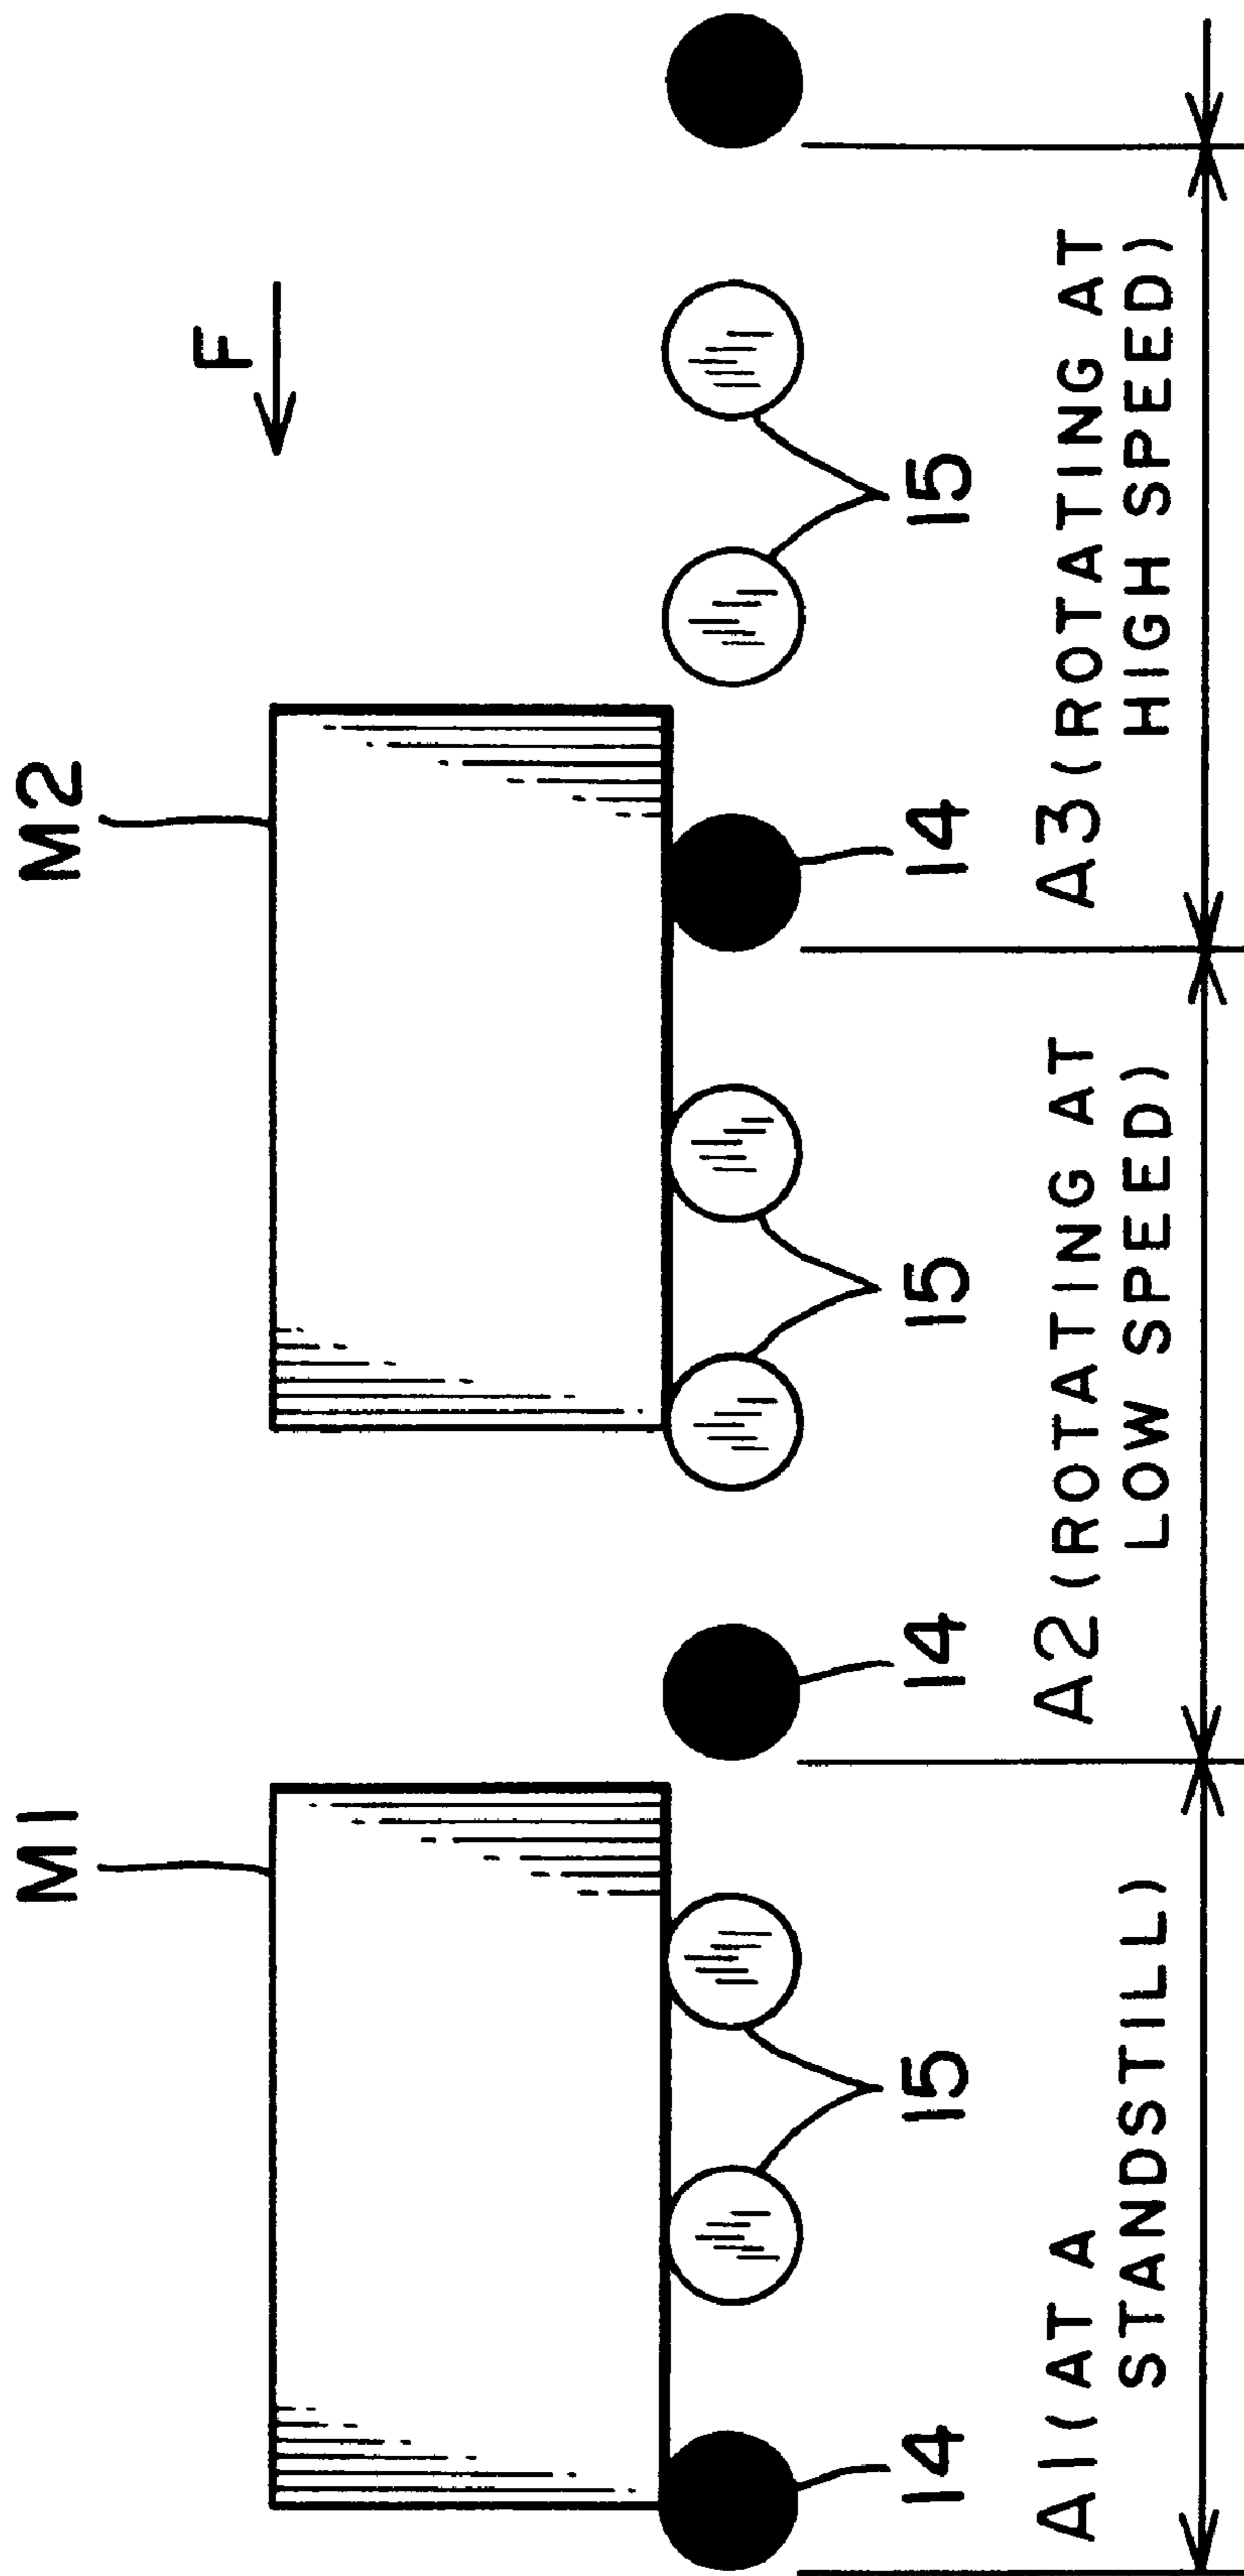 M1
M2
F
14
15
14
15
14
15
A1 (AT A
STANDSTILL)
A2 (ROTATING AT
LOW SPEED)
A3 (ROTATING AT
HIGH SPEED)